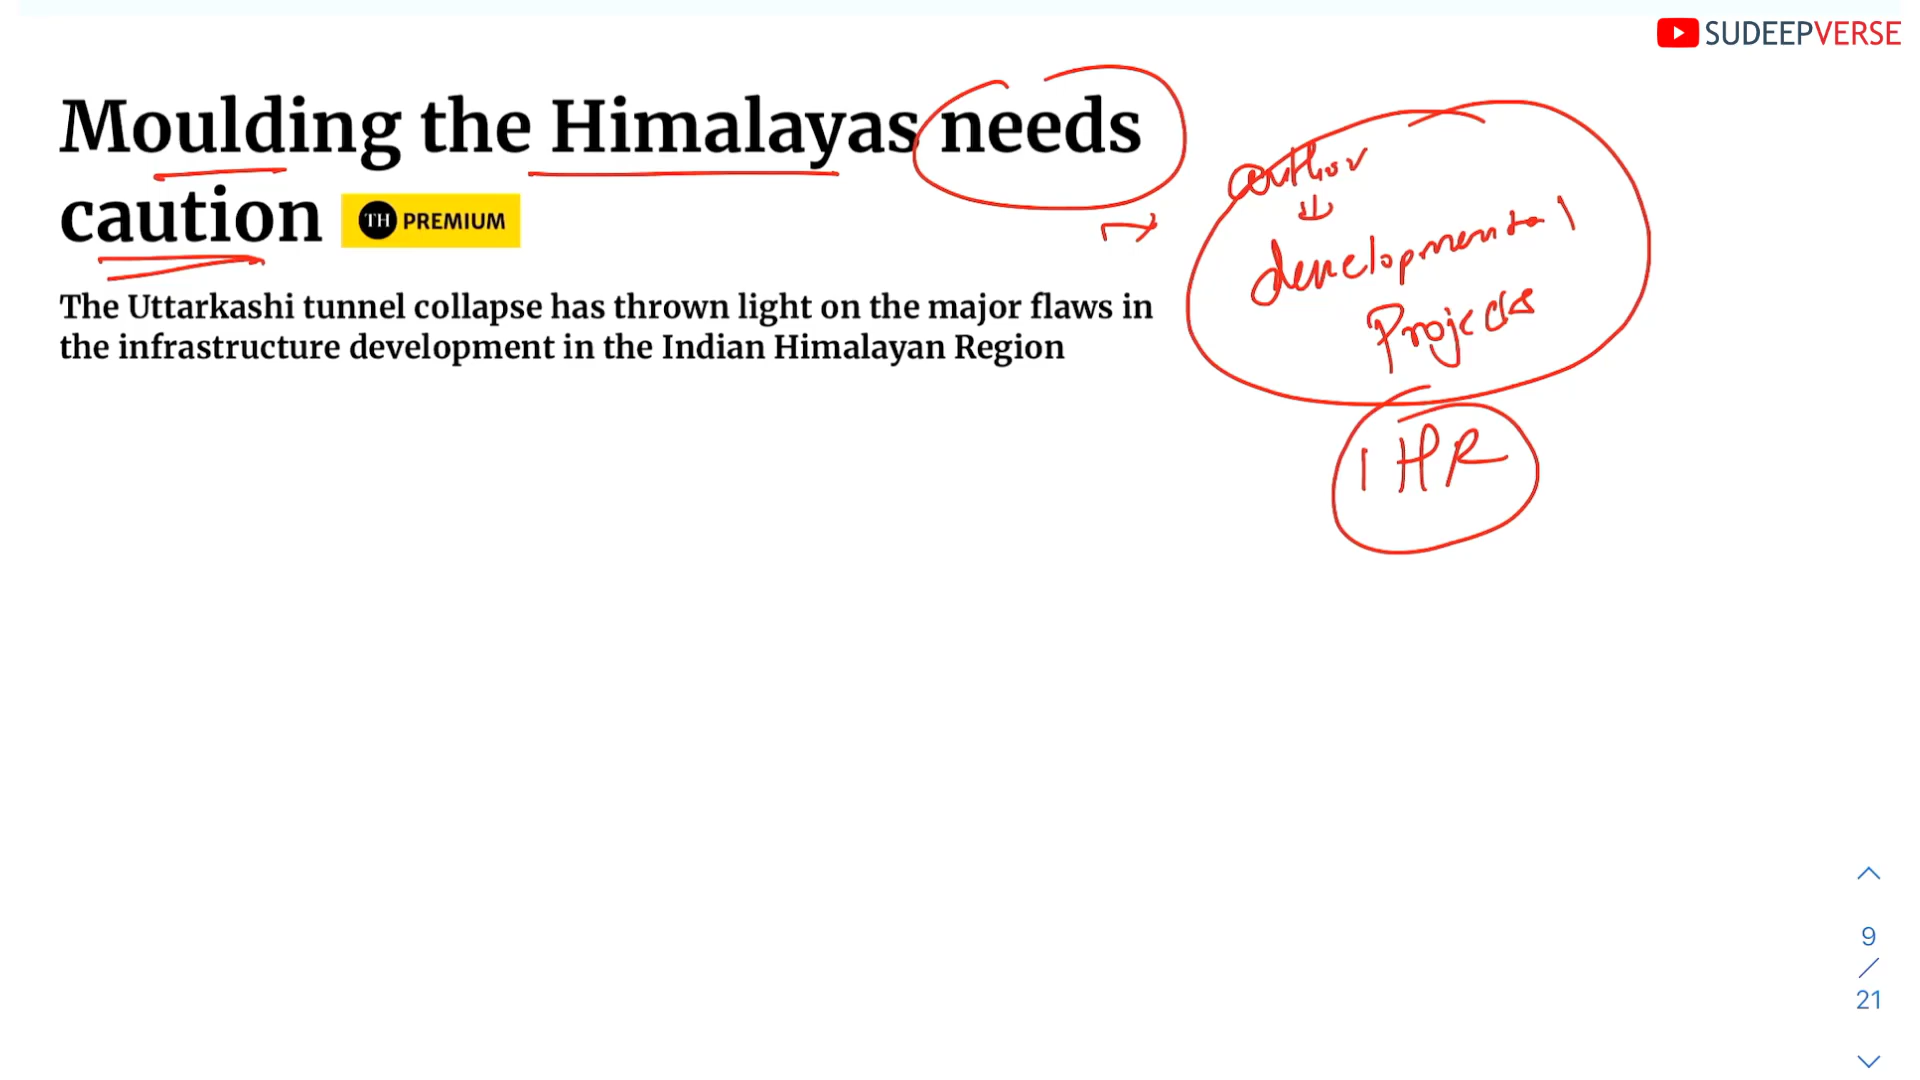 SUDEEPVERSE
Moulding the Himalayas needs
caution TH PREMIUM
The Uttarkashi tunnel collapse has thrown light on the major flaws in
the infrastructure development in the Indian Himalayan Region
author
developmental
Projects
IHR
9
/
21